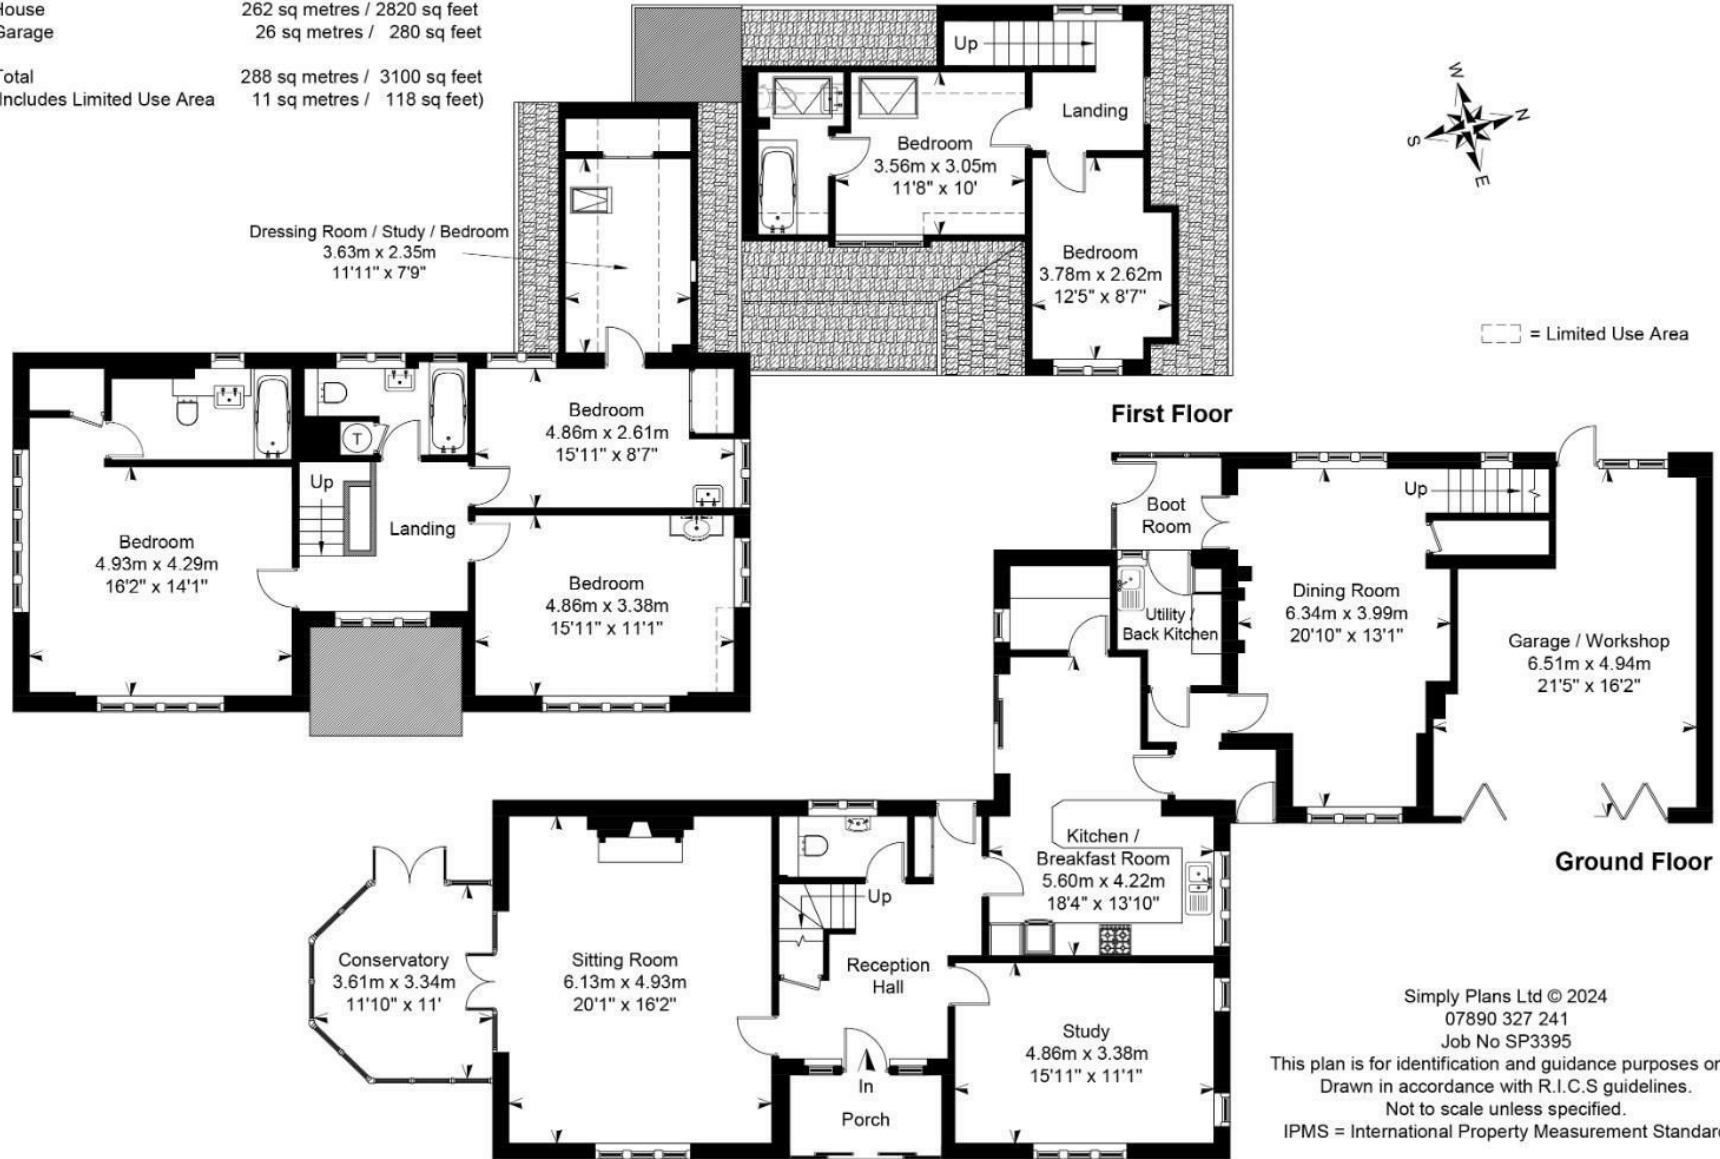 House 262 sq metres / 2820 sq feet
Garage 26 sq metres / 280 sq feet
Total 288 sq metres / 3100 sq feet
Includes Limited Use Area 11 sq metres / 118 sq feet)
Up
Landing
Bedroom
3.56m x 3.05m
11'8" x 10'
W
N
S
E
Dressing Room / Study / Bedroom
3.63m x 2.35m
11'11" x 7'9"
Bedroom
3.78m x 2.62m
12'5" x 8'7"
= Limited Use Area
First Floor
Bedroom
4.86m x 2.61m
15'11" x 8'7"
T
Up
Landing
Bedroom
4.93m x 4.29m
16'2" x 14'1"
Bedroom
4.86m x 3.38m
15'11" x 11'1"
Boot
Room
Up
Utility /
Back Kitchen
Dining Room
6.34m x 3.99m
20'10" x 13'1"
Garage / Workshop
6.51m x 4.94m
21'5" x 16'2"
Kitchen /
Breakfast Room
5.60m x 4.22m
18'4" x 13'10"
Ground Floor
Up
Conservatory
3.61m x 3.34m
11'10" x 11'
Sitting Room
6.13m x 4.93m
20'1" x 16'2"
Reception
Hall
Study
4.86m x 3.38m
15'11" x 11'1"
In
Porch
Simply Plans Ltd © 2024
07890 327 241
Job No SP3395
This plan is for identification and guidance purposes
Drawn in accordance with R.I.C.S guidelines.
Not to scale unless specified.
IPMS = International Property Measurement Standard